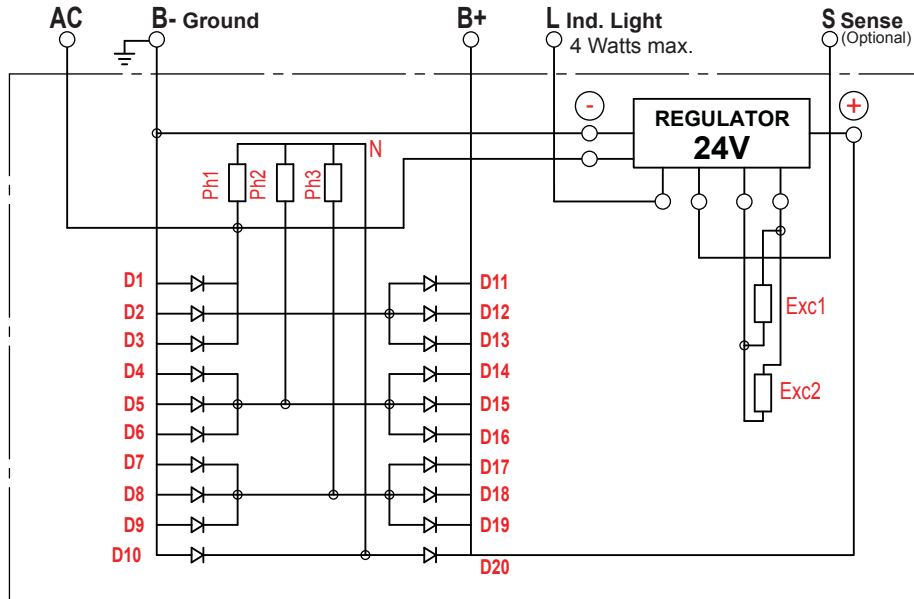 AC B- Ground B+ L Ind. Light S Sense
4 Watts max. (Optional)
- +
REGULATOR
24V
N
Ph1 Ph2 Ph3
D1 D11
D2 D12
Exc1
D3 D13
D4 D14
Exc2
D5 D15
D6 D16
D7 D17
D8 D18
D9 D19
D10 D20